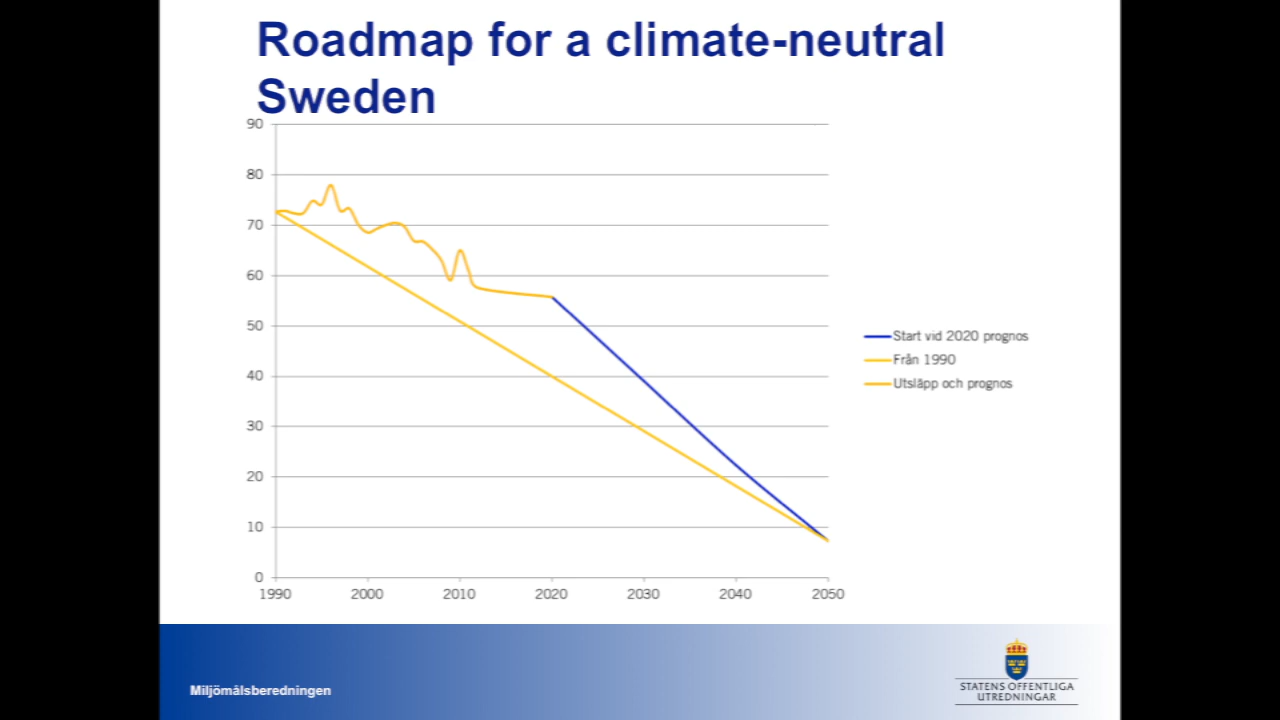 Roadmap for a climate-neutral
Sweden
90
80
70
60
50
40
30
20
10
0
1990 2000 2010 2020 2030 2040 2050
Start vid 2020 prognos
Från 1990
Utsläpp och prognos
Miljömålsberedningen
STATENS OFFENTLIGA
UTREDNINGAR